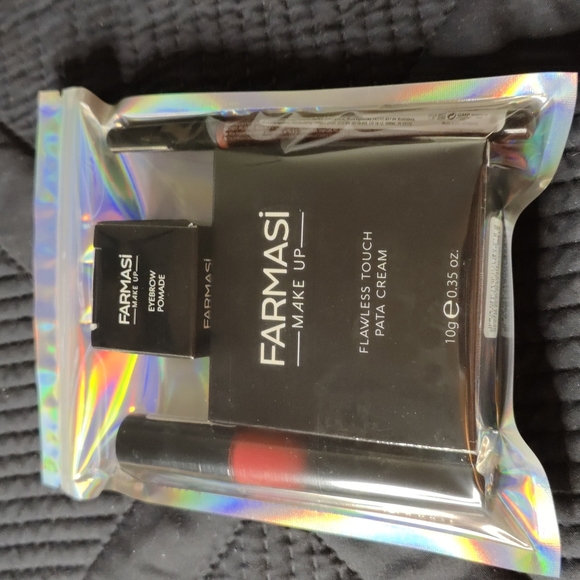 FARMASi
MAKE UP
EYEBROW
POMADE
FARMASi
FARMASi
MAKE UP
FLAWLESS TOUCH
PATA CREAM
10g e 0.35 oz.